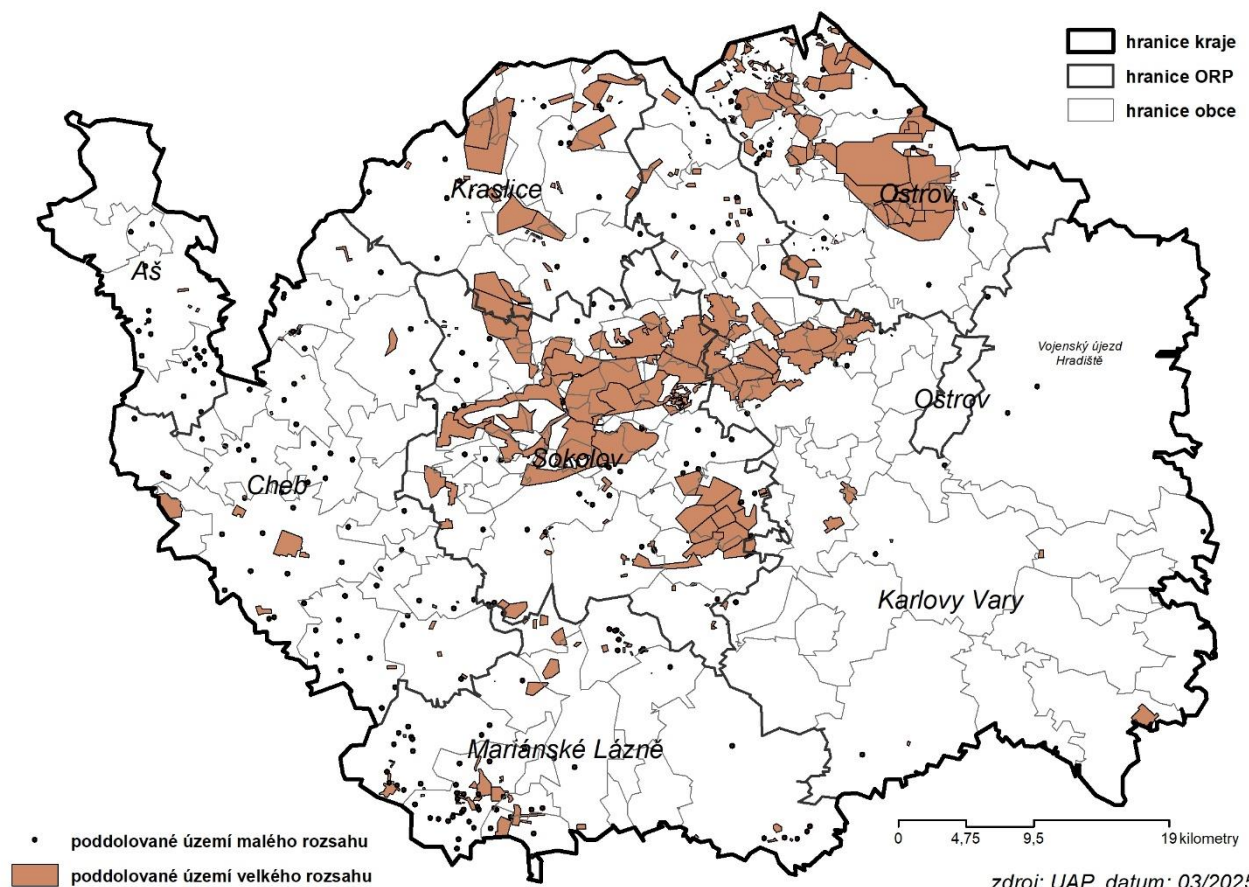 hranice kraje
hranice ORP
hranice obce
Kraslice
Ostrov
Aš
Vojenský újezd
Hradiště
Ostrov
Sokolov
Cheb
Karlovy Vary
Mariánské Lázně
0 4,75 9,5 19 kilometry
poddolované území malého rozsahu
poddolované území velkého rozsahu
zdroj: UAP, datum: 03/2025